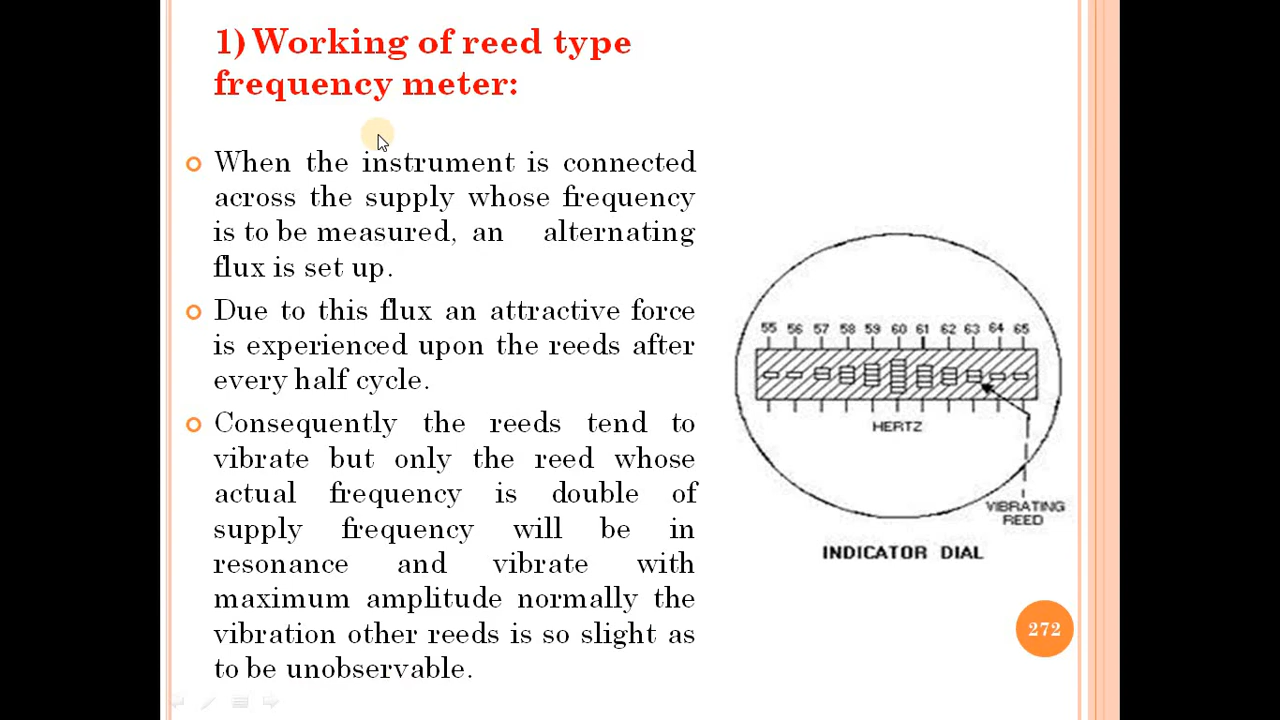 1) Working of reed type
frequency meter:
When the instrument is connected
across the supply whose frequency
is to be measured, an alternating
flux is set up.
Due to this flux an attractive force
is experienced upon the reeds after
every half cycle.
Consequently the reeds tend to
vibrate but only the reed whose
actual frequency is double of
supply frequency will be in
resonance and vibrate with
maximum amplitude normally the
vibration other reeds is so slight as
to be unobservable.
55 56 57 58 59 60 61 62 63 64 65
HERTZ
VIBRATING
REED
INDICATOR DIAL
272